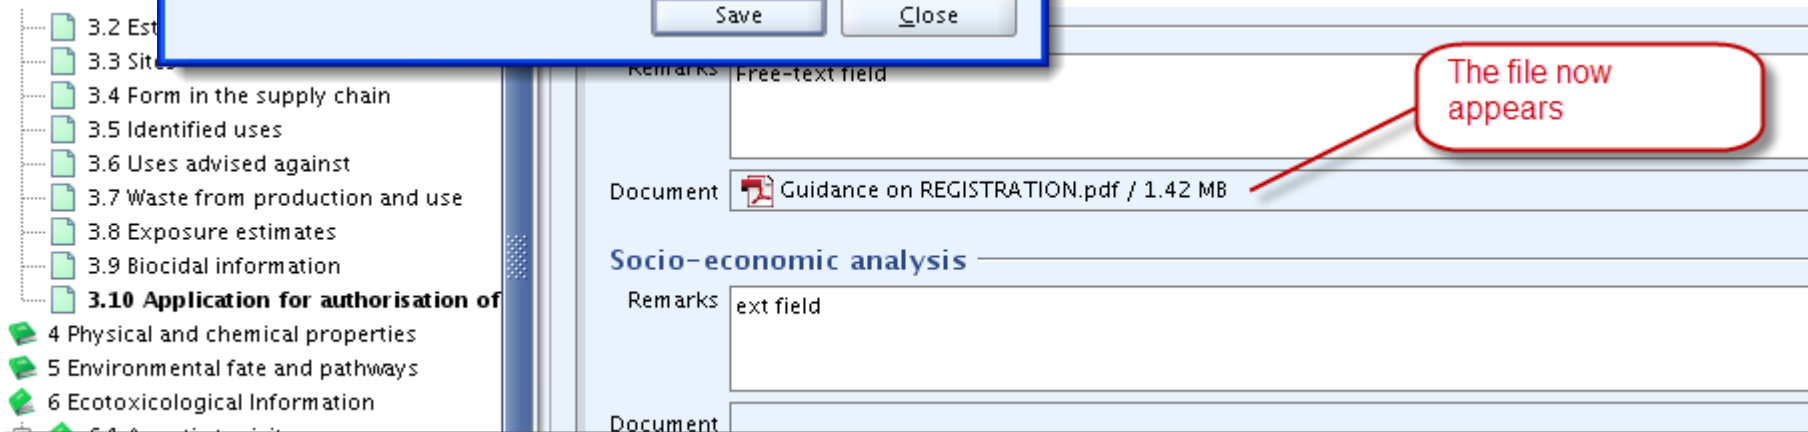 Save
Close
3.2 Est
3.3 Site
3.4 Form in the supply chain
3.5 Identified uses
3.6 Uses advised against
3.7 Waste from production and use
3.8 Exposure estimates
3.9 Biocidal information
3.10 Application for authorisation of
4 Physical and chemical properties
5 Environmental fate and pathways
6 Ecotoxicological Information
Remarks
Free-text field
The file now
appears
Document
Guidance on REGISTRATION.pdf / 1.42 MB
Socio-economic analysis
Remarks
ext field
Document